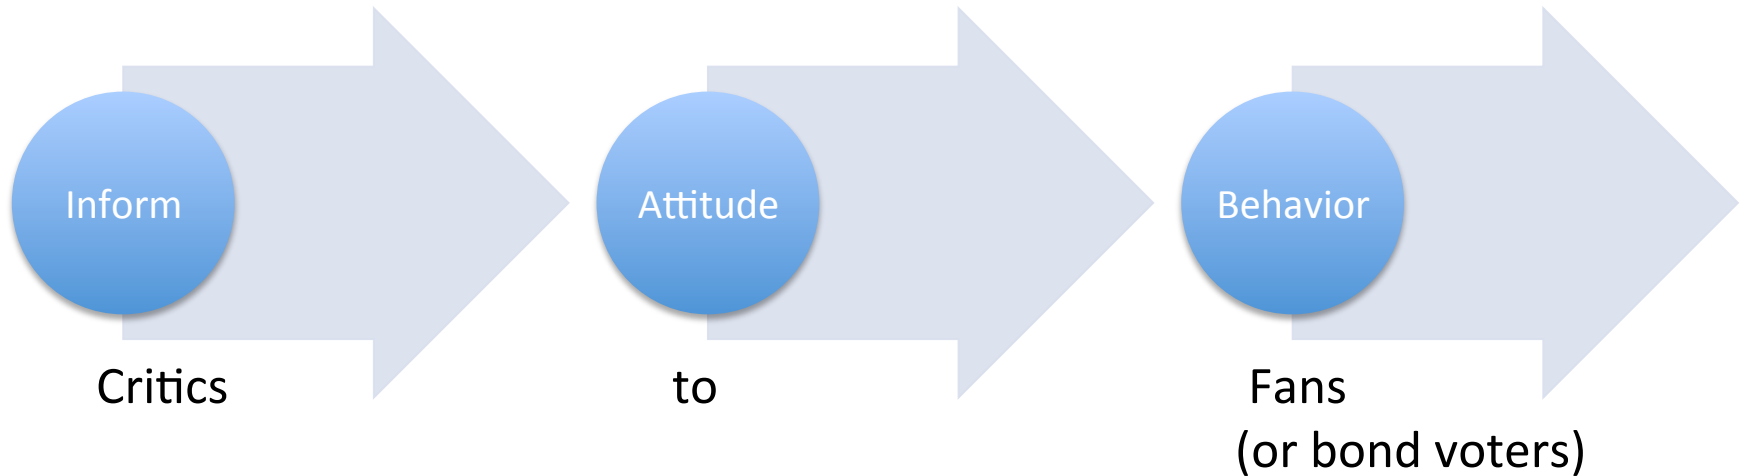 Inform
Attitude
Behavior
Critics
to
Fans
(or bond voters)